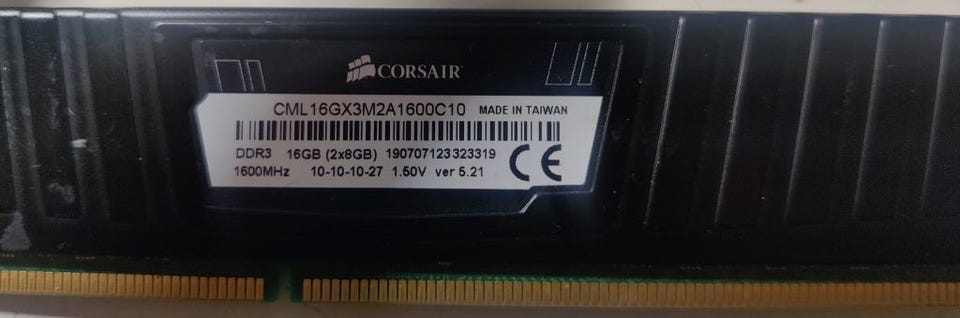 CORSAIR
CML16GX3M2A1600C10 MADE IN TAIWAN
DDR3 16GB (2x8GB) 190707123323319
1600MHz 10-10-10-27 1.50V ver 5.21
CE